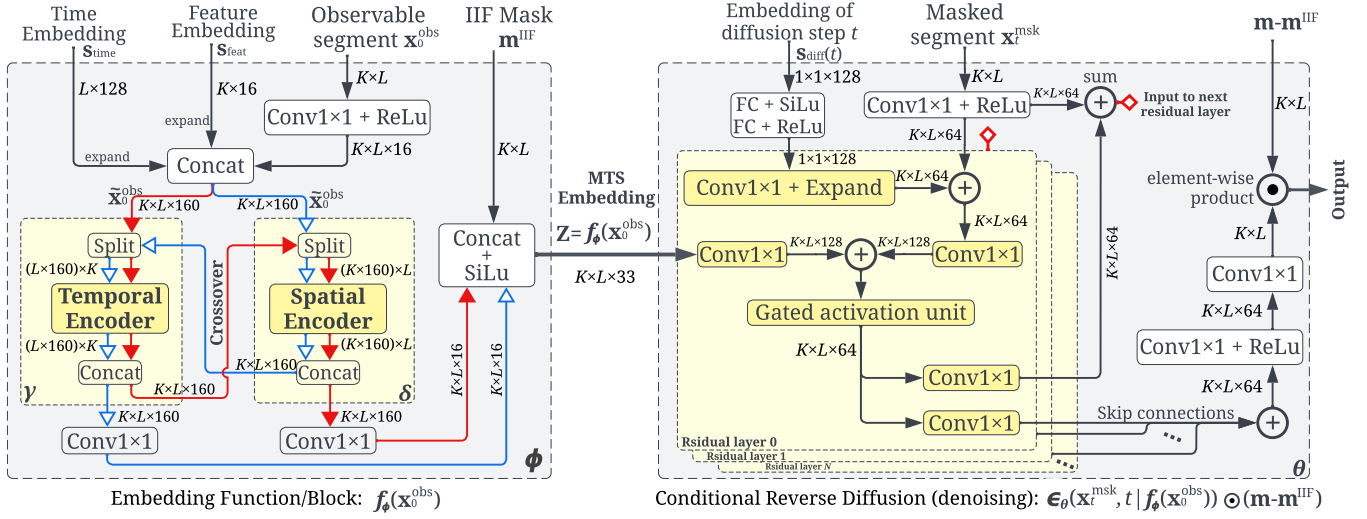 Time
Embedding
s_time
Feature
Embedding
s_feat
Observable
segment x_0^obs
IIF Mask
m^IIF
L×128
K×16
K×L
Conv1×1 + ReLu
expand
expand
Concat
K×L×16
K×L
x̃_0^obs
K×L×160
K×L×160
x̃_0^obs
Split
Split
(L×160)×K
(K×160)×L
Crossover
Temporal
Encoder
Spatial
Encoder
(L×160)×K
(K×160)×L
Concat
Concat
K×L×160
K×L×160
γ
δ
K×L×160
K×L×160
Conv1×1
Conv1×1
K×L×16
K×L×16
Concat
+
SiLu
ϕ
Embedding Function/Block: f_ϕ(x_0^obs)
MTS
Embedding
Z= f_ϕ(x_0^obs)
K×L×33
Embedding of
diffusion step t
s_diff(t)
Masked
segment x_t^msk
m-m^IIF
1×1×128
K×L
FC + SiLu
FC + ReLu
Conv1×1 + ReLu
K×L×64
sum
Input to next
residual layer
K×L
1×1×128
K×L×64
Conv1×1 + Expand
K×L×64
K×L×64
Conv1×1
K×L×128
K×L×128
Conv1×1
Gated activation unit
K×L×64
K×L×64
Conv1×1
Conv1×1
Skip connections
Rsidual layer 0
Rsidual layer 1
Rsidual layer N
element-wise
product
Output
K×L
Conv1×1
K×L×64
Conv1×1 + ReLu
K×L×64
θ
Conditional Reverse Diffusion (denoising): ϵ_θ(x_t^msk, t | f_ϕ(x_0^obs)) ⊙ (m-m^IIF)